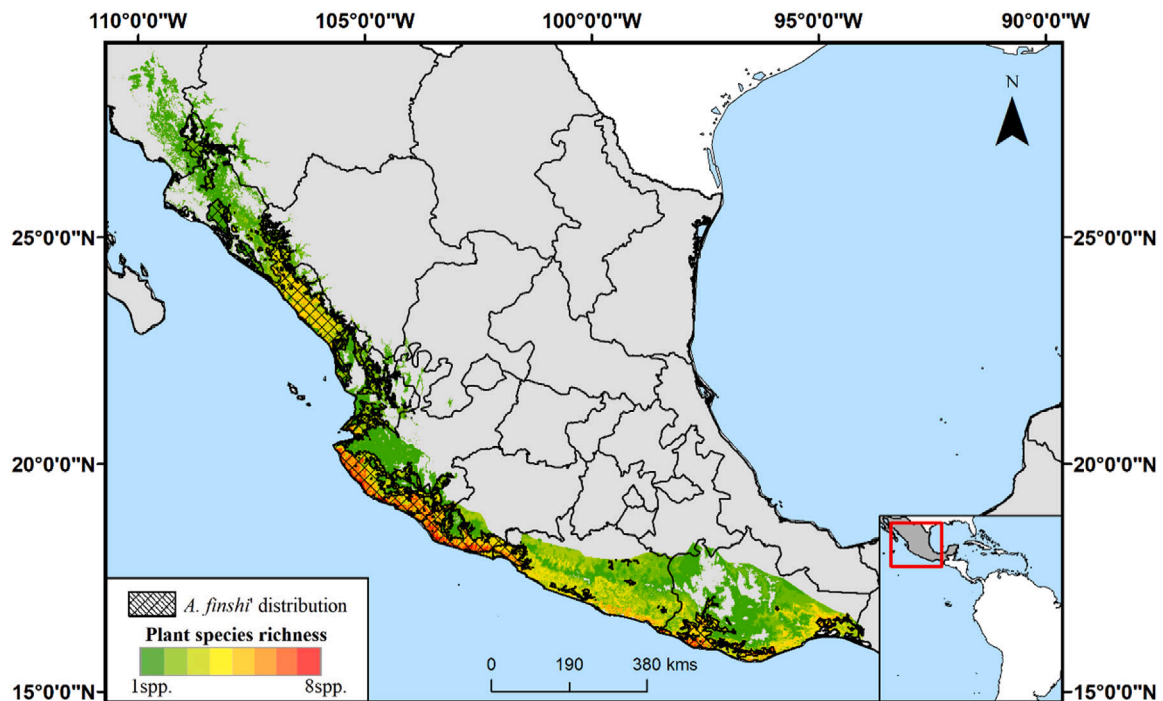 110°0'0"W 105°0'0"W 100°0'0"W 95°0'0"W 90°0'0"W
N
25°0'0"N 25°0'0"N
20°0'0"N 20°0'0"N
A. finshi' distribution
Plant species richness
1spp. 8spp.
0 190 380 kms
15°0'0"N 15°0'0"N